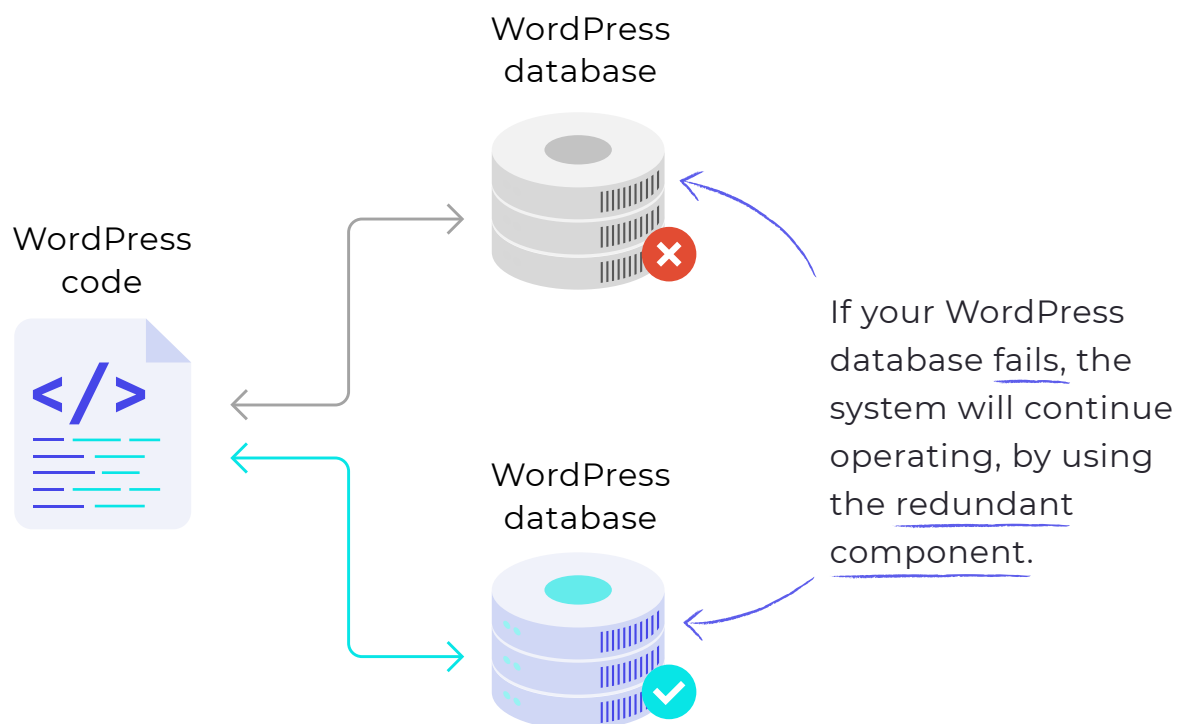 WordPress
database
WordPress
code
</>
If your WordPress
database fails, the
system will continue
operating, by using
the redundant
component.
WordPress
database